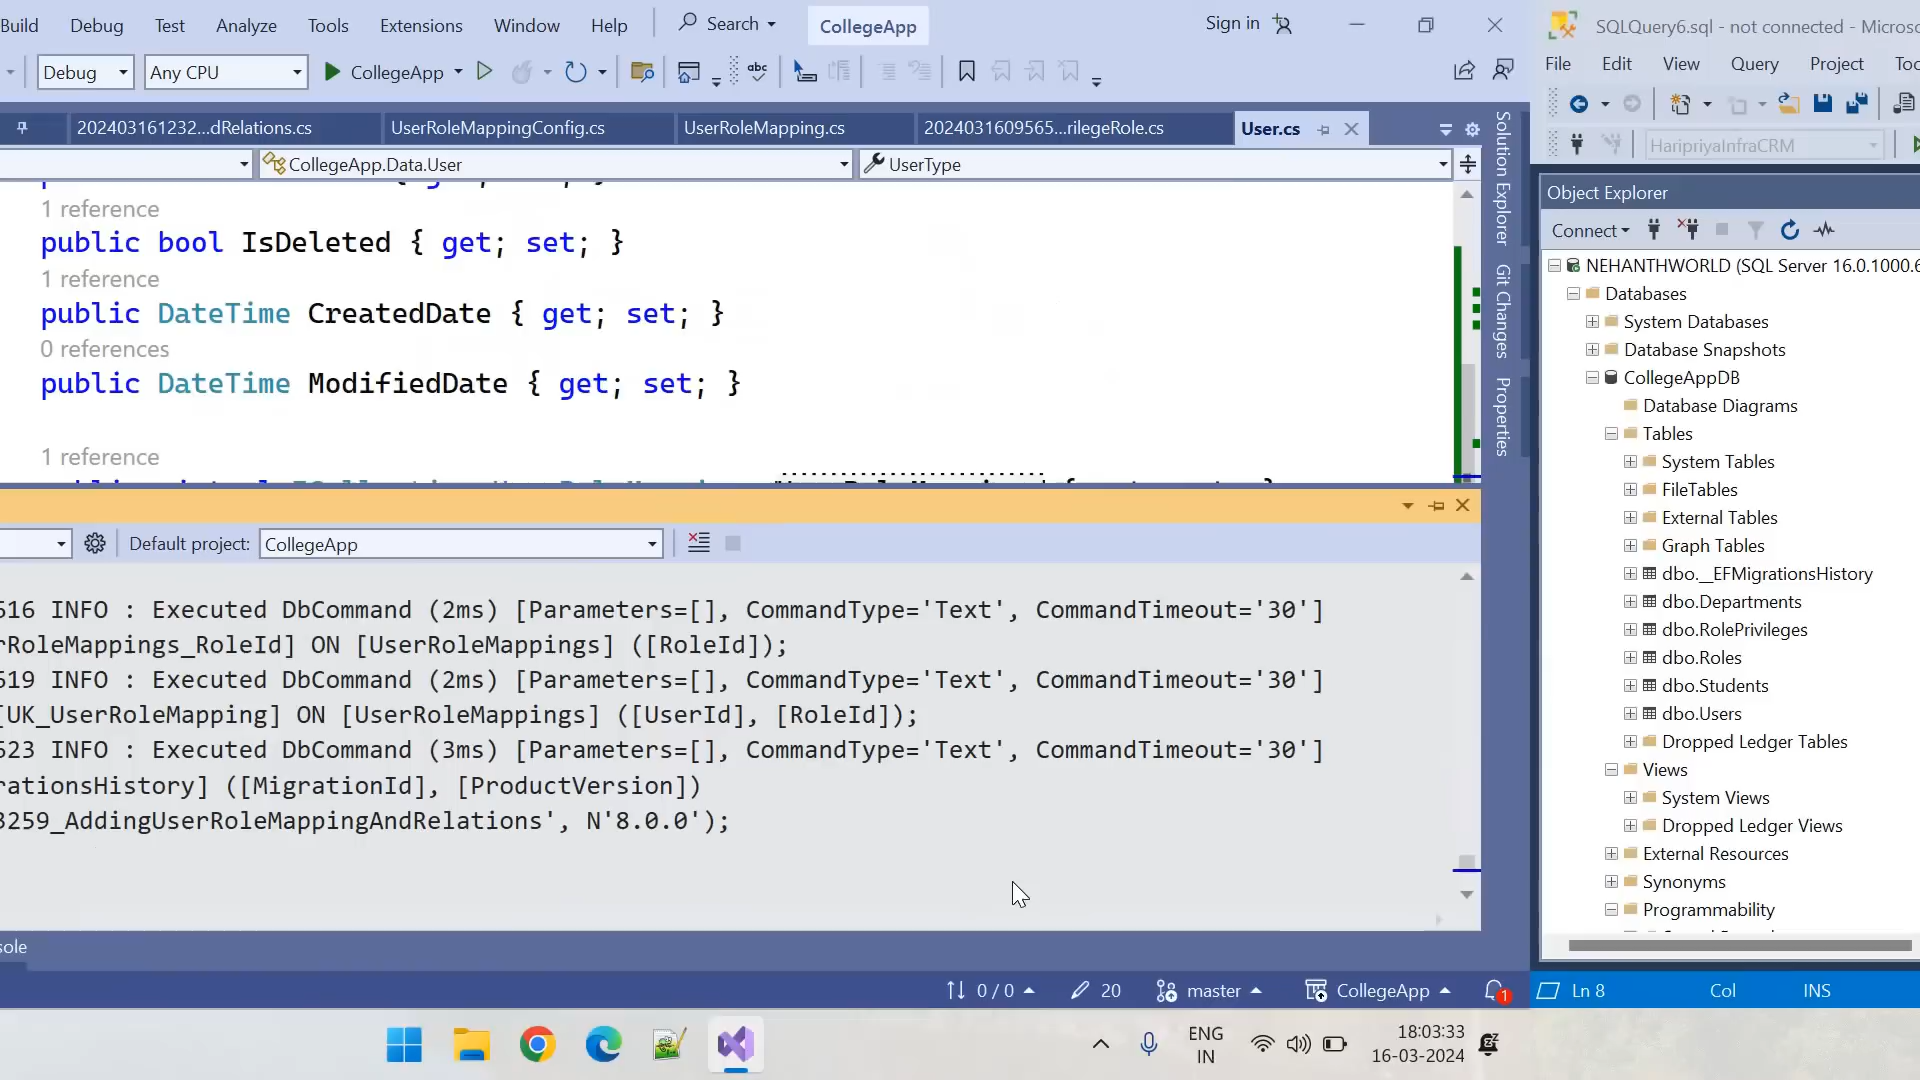 Build Debug Test Analyze Tools Extensions Window Help Search CollegeApp Sign in
SQLQuery6.sql - not connected - Microso
File Edit View Query Project Too
Debug Any CPU CollegeApp
HaripriyaInfraCRM
202403161232...dRelations.cs UserRoleMappingConfig.cs UserRoleMapping.cs 2024031609565...rilegeRole.cs User.cs
CollegeApp.Data.User UserType
1 reference
public bool IsDeleted { get; set; }
1 reference
public DateTime CreatedDate { get; set; }
0 references
public DateTime ModifiedDate { get; set; }
1 reference
Solution Explorer
Git Changes
Properties
Default project: CollegeApp
516 INFO : Executed DbCommand (2ms) [Parameters=[], CommandType='Text', CommandTimeout='30']
rRoleMappings_RoleId] ON [UserRoleMappings] ([RoleId]);
519 INFO : Executed DbCommand (2ms) [Parameters=[], CommandType='Text', CommandTimeout='30']
[UK_UserRoleMapping] ON [UserRoleMappings] ([UserId], [RoleId]);
523 INFO : Executed DbCommand (3ms) [Parameters=[], CommandType='Text', CommandTimeout='30']
rationsHistory] ([MigrationId], [ProductVersion])
3259_AddingUserRoleMappingAndRelations', N'8.0.0');
sole
0 / 0 20 master CollegeApp 1
Object Explorer
Connect
NEHANTHWORLD (SQL Server 16.0.1000.6
Databases
System Databases
Database Snapshots
CollegeAppDB
Database Diagrams
Tables
System Tables
FileTables
External Tables
Graph Tables
dbo.__EFMigrationsHistory
dbo.Departments
dbo.RolePrivileges
dbo.Roles
dbo.Students
dbo.Users
Dropped Ledger Tables
Views
System Views
Dropped Ledger Views
External Resources
Synonyms
Programmability
Ln 8 Col INS
ENG
IN
18:03:33
16-03-2024